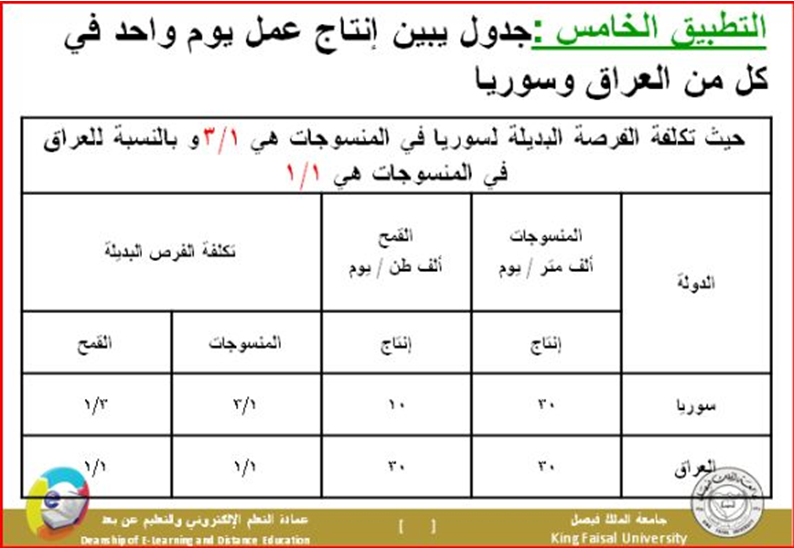 التطبيق الخامس :جدول يبين إنتاج عمل يوم واحد في
كل من العراق وسوريا
حيث تكلفة الفرصة البديلة لسوريا في المنسوجات هي ٣/١و بالنسبة للعراق
في المنسوجات هي ١/١
الدولة
المنسوجات
ألف متر / يوم
القمح
ألف طن / يوم
تكلفة الفرص البديلة
إنتاج إنتاج المنسوجات القمح
سوريا ٣٠ ١٠ ٣/١ ١/٣
العراق ٣٠ ٣٠ ١/١ ١/١
جامعة الملك فيصل
King Faisal University
[ ]
عمادة التعلم الإلكتروني والتعليم عن بعد
Deanship of E-Learning and Distance Education